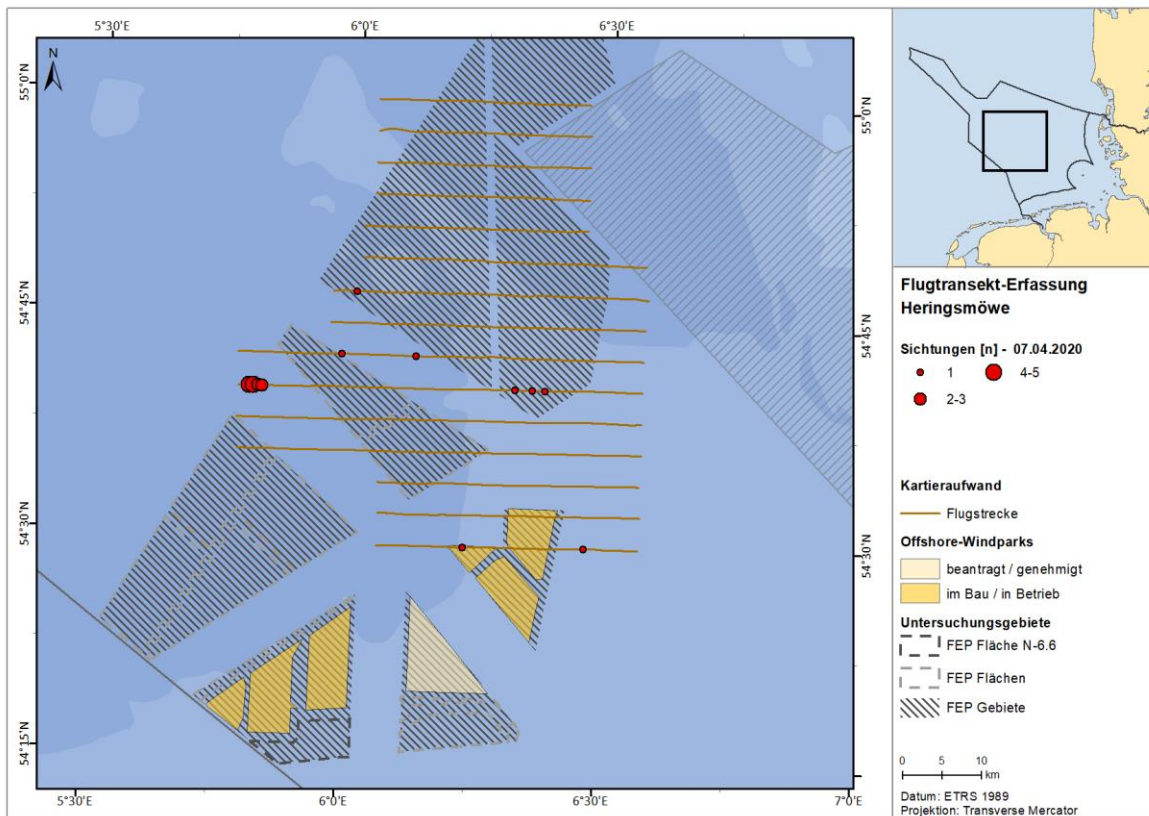 5°30'E
6°0'E
6°30'E
N
55°0'N
54°45'N
54°30'N
54°15'N
55°0'N
54°45'N
54°30'N
5°30'E
6°0'E
6°30'E
7°0'E
Flugtransekt-Erfassung
Heringsmöwe
Sichtungen [n] - 07.04.2020
1
4-5
2-3
Kartieraufwand
Flugstrecke
Offshore-Windparks
beantragt / genehmigt
im Bau / in Betrieb
Untersuchungsgebiete
FEP Fläche N-6.6
FEP Flächen
FEP Gebiete
0 5 10
km
Datum: ETRS 1989
Projektion: Transverse Mercator